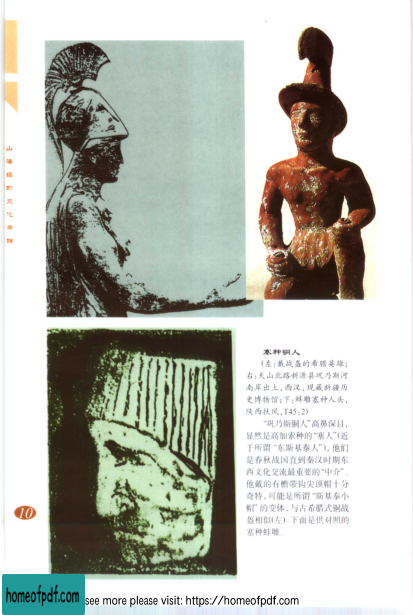 山海经的文化寻踪
塞种铜人
(左:戴战盔的希腊英雄;
右:天山北路新源县巩乃斯河
南岸出土,西汉,现藏新疆历
史博物馆;下:蚌雕塞种人头,
陕西扶风,T45:2)
“巩乃斯铜人”高鼻深目,
显然是高加索种的“塞人”(近
于所谓“东斯基泰人”),他们
是春秋战国直到秦汉时期东
西文化交流最重要的“中介”。
他戴的有檐带钩尖顶帽十分
奇特,可能是所谓“斯基泰小
帽”的变体,与古希腊式铜战
盔相似(左)。下面是供对照的
塞种蚌雕。
10
homeofpdf.com
see more please visit: https://homeofpdf.com